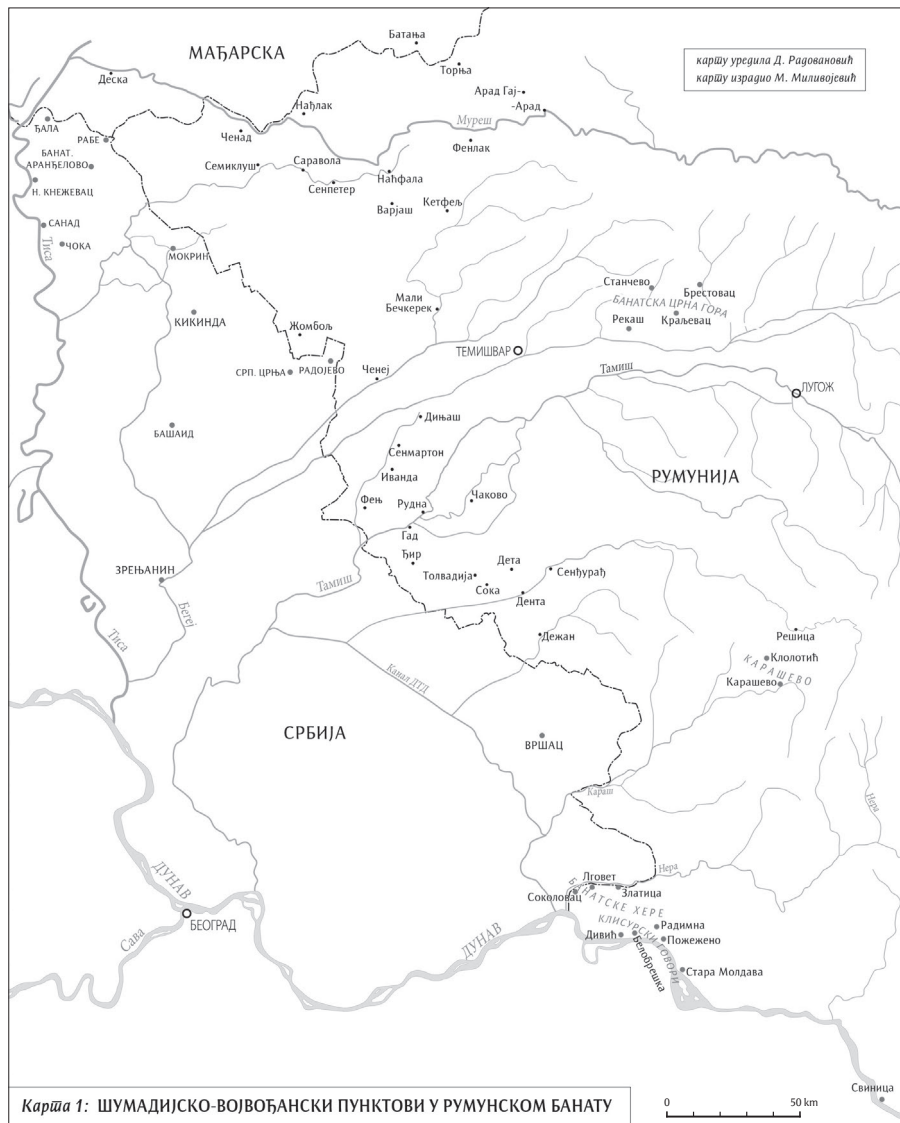 Батања
МАЂАРСКА
карту уредила Д. Радовановић
карту израдио М. Миливојевић
Торња
Деска
Арад Гај-
-Арад
Нађлак
Муреш
ЂАЛА
Ченад
РАБЕ
Фенлак
БАНАТ.
АРАНЂЕЛОВО
Семиклуш
Саравола
Наћфала
Сенпетер
Н. КНЕЖЕВАЦ
Варјаш
Кетфељ
САНАД
Тиса
ЧОКА
МОКРИН
Станчево
Брестовац
БАНАТСКА ЦРНА ГОРА
Мали
Бечкерек
КИКИНДА
Рекаш
Краљевац
Жомбољ
ТЕМИШВАР
СРП. ЦРЊА
РАДОЈЕВО
Ченеј
Тамиш
ЛУГОЖ
Дињаш
БАШАИД
Сенмартон
Иванда
РУМУНИЈА
Фењ
Рудна
Чаково
Гад
Ђир
Дета
ЗРЕЊАНИН
Тамиш
Толвадија
Сенђурађ
Сока
Дента
Бегеј
Тиса
Дежан
Решица
Клолотић
КАРАШЕВО
Канал ДТД
Карашево
СРБИЈА
ВРШАЦ
Караш
Нера
Нера
ДУНАВ
Лговет
Соколовац
Златица
БАНАТСКЕ ХЕРЕ
БЕОГРАД
Сава
КЛИСУРСКИ ГОВОРИ
Радимна
Дивић
Пожежено
ДУНАВ
Белобрешка
Стара Молдава
Свиница
Карта 1: ШУМАДИЈСКО-ВОЈВОЂАНСКИ ПУНКТОВИ У РУМУНСКОМ БАНАТУ
0 50 km